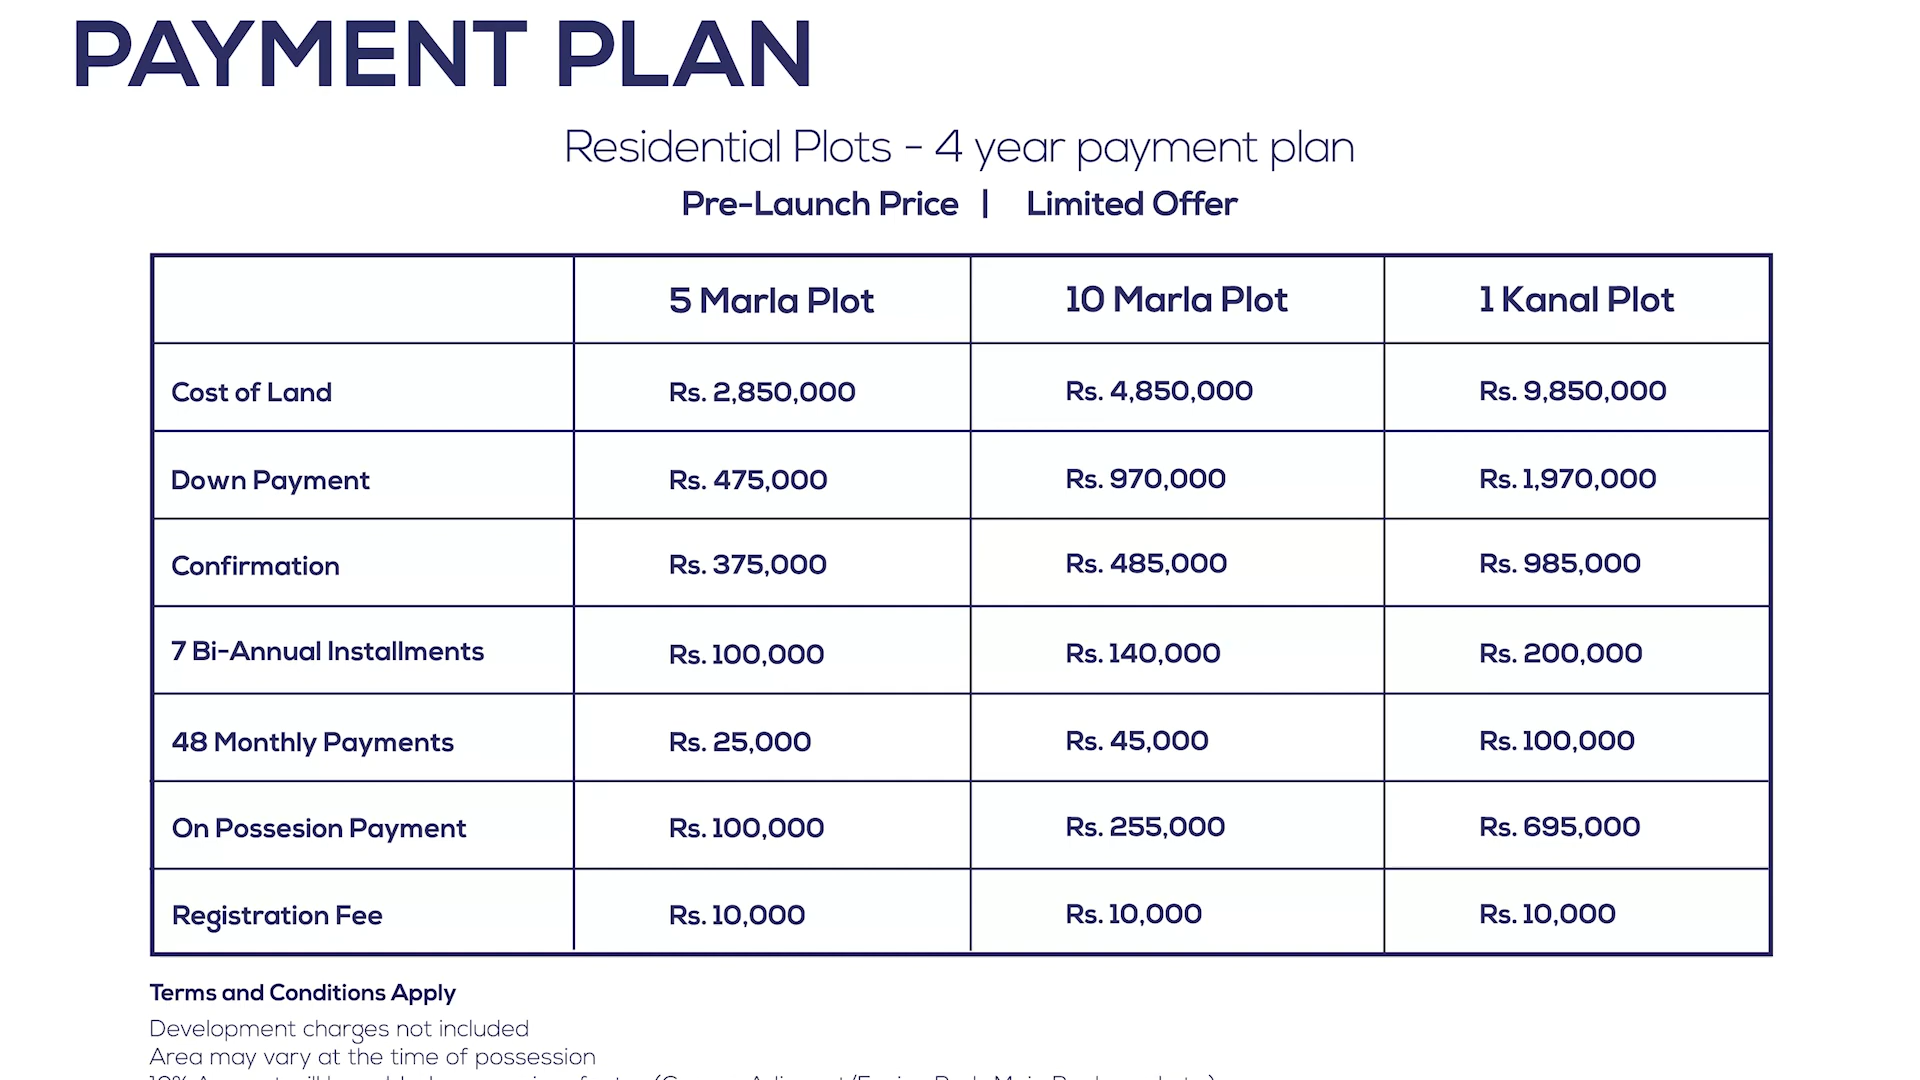 PAYMENT PLAN
Residential Plots - 4 year payment plan
Pre-Launch Price | Limited Offer
5 Marla Plot 10 Marla Plot 1 Kanal Plot
Cost of Land Rs. 2,850,000 Rs. 4,850,000 Rs. 9,850,000
Down Payment Rs. 475,000 Rs. 970,000 Rs. 1,970,000
Confirmation Rs. 375,000 Rs. 485,000 Rs. 985,000
7 Bi-Annual Installments Rs. 100,000 Rs. 140,000 Rs. 200,000
48 Monthly Payments Rs. 25,000 Rs. 45,000 Rs. 100,000
On Possesion Payment Rs. 100,000 Rs. 255,000 Rs. 695,000
Registration Fee Rs. 10,000 Rs. 10,000 Rs. 10,000
Terms and Conditions Apply
Development charges not included
Area may vary at the time of possession